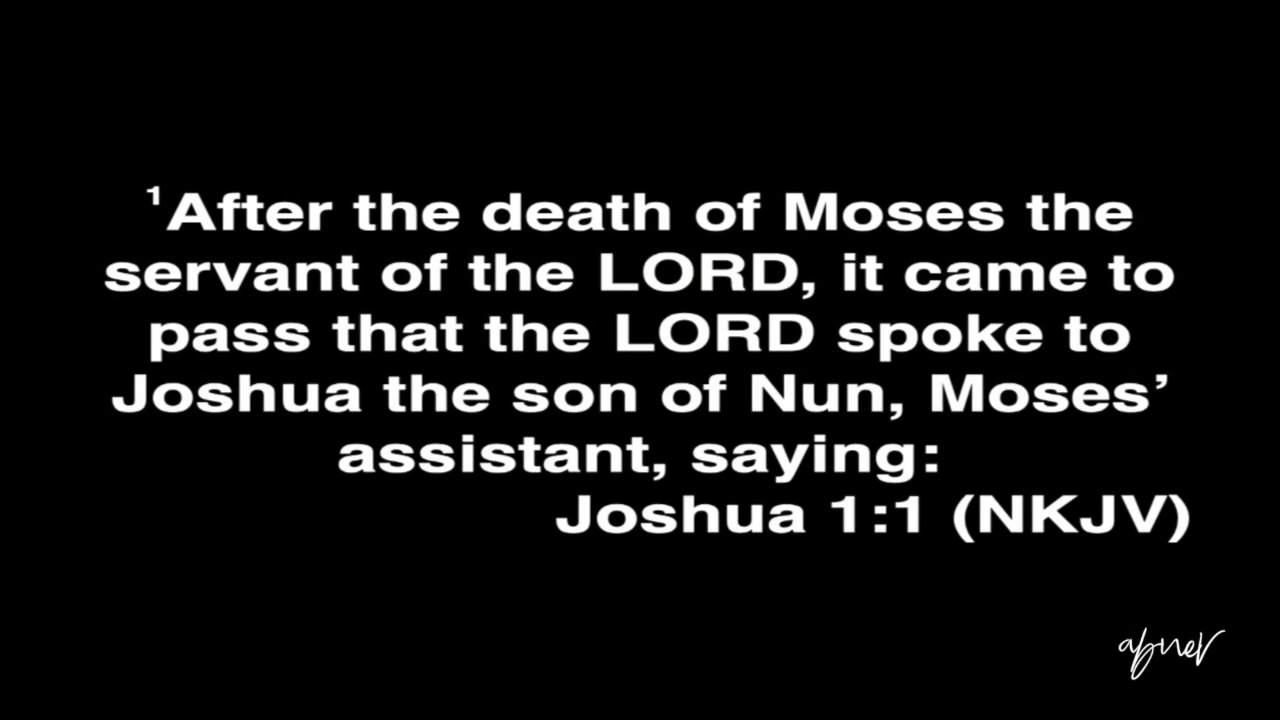 ¹After the death of Moses the
servant of the LORD, it came to
pass that the LORD spoke to
Joshua the son of Nun, Moses’
assistant, saying:
Joshua 1:1 (NKJV)
abner